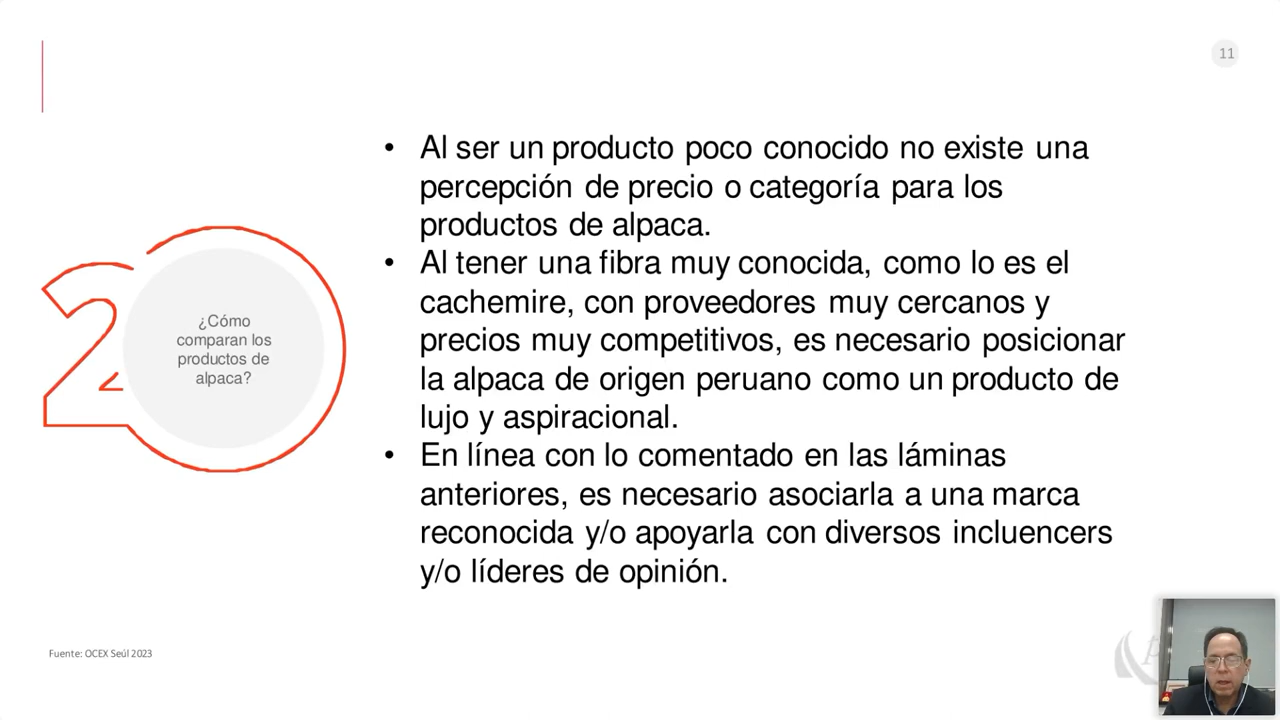 11
• Al ser un producto poco conocido no existe una
percepción de precio o categoría para los
productos de alpaca.
• Al tener una fibra muy conocida, como lo es el
cachemire, con proveedores muy cercanos y
precios muy competitivos, es necesario posicionar
la alpaca de origen peruano como un producto de
lujo y aspiracional.
• En línea con lo comentado en las láminas
anteriores, es necesario asociarla a una marca
reconocida y/o apoyarla con diversos incluencers
y/o líderes de opinión.
2
¿Cómo
comparan los
productos de
alpaca?
Fuente: OCEX Seúl 2023